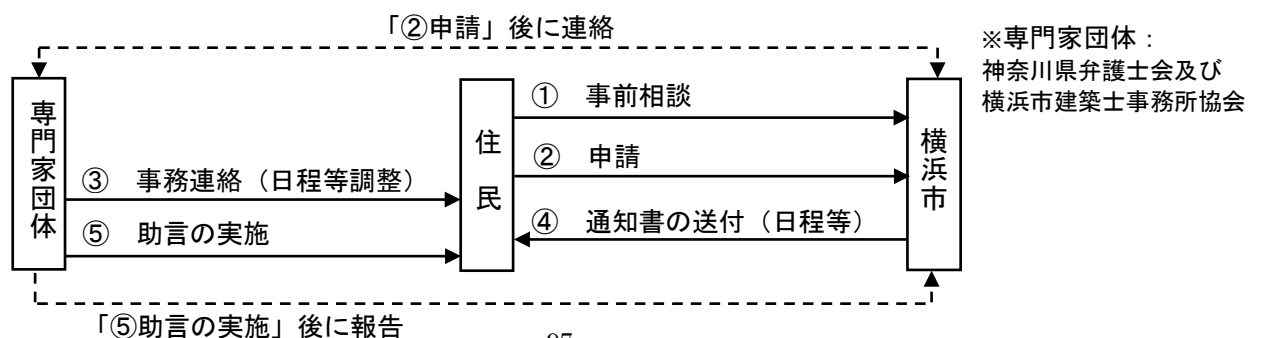 「②申請」後に連絡
※専門家団体：
神奈川県弁護士会及び
横浜市建築士事務所協会
専門家団体
住民
横浜市
① 事前相談
② 申請
③ 事務連絡（日程等調整）
④ 通知書の送付（日程等）
⑤ 助言の実施
「⑤助言の実施」後に報告